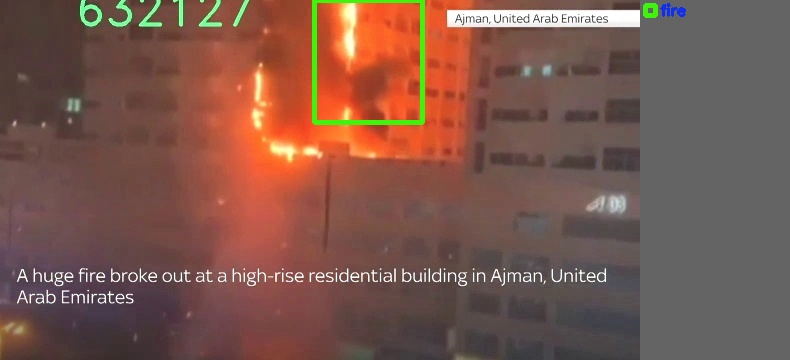 632127
Ajman, United Arab Emirates
fire
A huge fire broke out at a high-rise residential building in Ajman, United
Arab Emirates